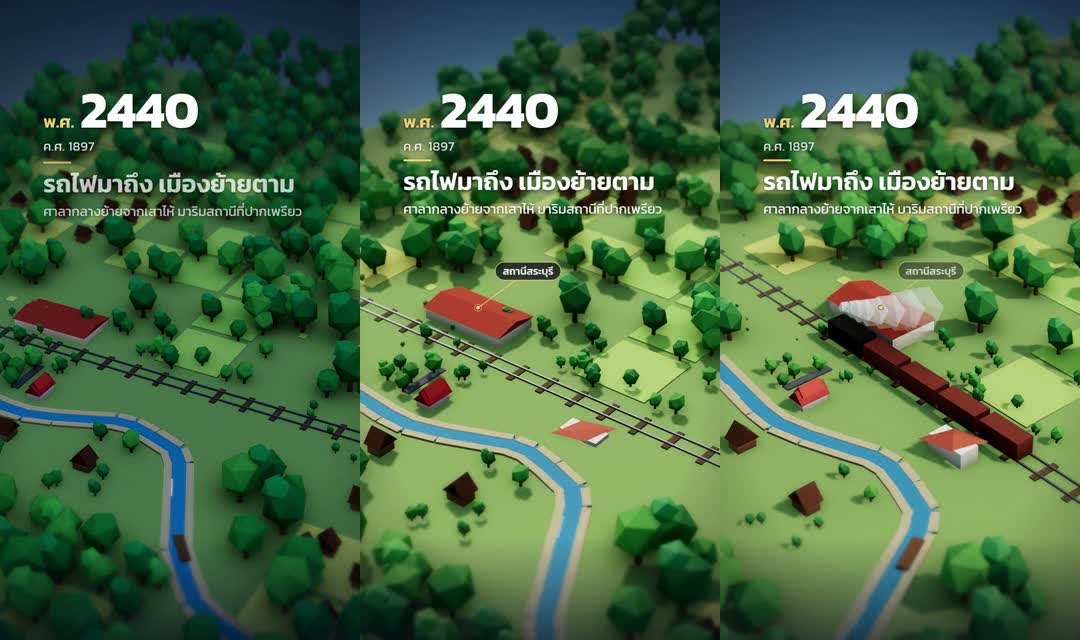 พ.ศ. 2440
ค.ศ. 1897
รถไฟมาถึง เมืองย้ายตาม
ศาลากลางย้ายจากเสาไห้ มาริมสถานีที่ปากเพรียว
พ.ศ. 2440
ค.ศ. 1897
รถไฟมาถึง เมืองย้ายตาม
ศาลากลางย้ายจากเสาไห้ มาริมสถานีที่ปากเพรียว
สถานีสระบุรี
พ.ศ. 2440
ค.ศ. 1897
รถไฟมาถึง เมืองย้ายตาม
ศาลากลางย้ายจากเสาไห้ มาริมสถานีที่ปากเพรียว
สถานีสระบุรี